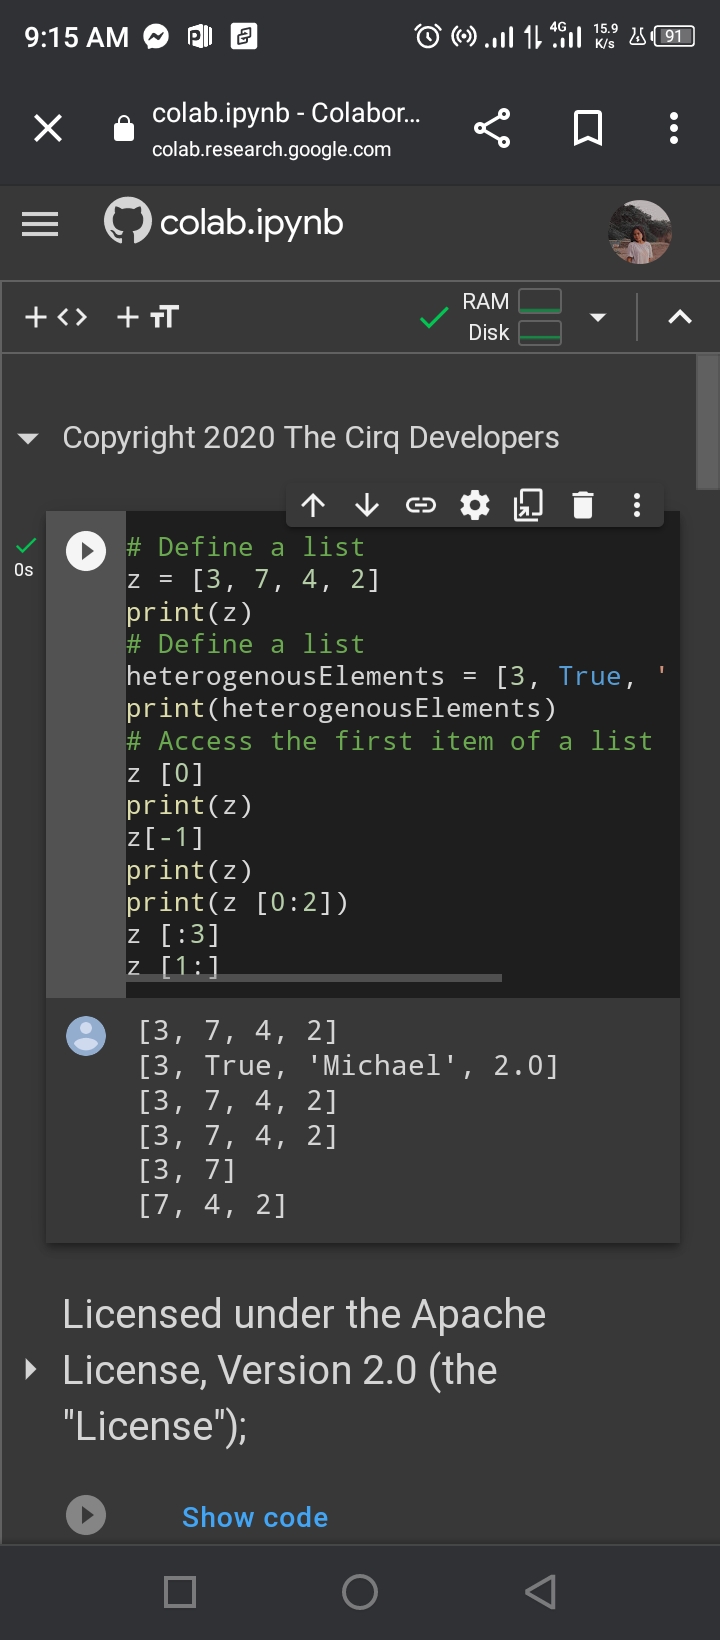 9:15 AM
4G
15.9
K/s
91
colab.ipynb - Colabor...
colab.research.google.com
colab.ipynb
RAM
Disk
Copyright 2020 The Cirq Developers
0s
# Define a list
z = [3, 7, 4, 2]
print(z)
# Define a list
heterogenousElements = [3, True, '
print(heterogenousElements)
# Access the first item of a list
z [0]
print(z)
z[-1]
print(z)
print(z [0:2])
z [:3]
z [1:]
[3, 7, 4, 2]
[3, True, 'Michael', 2.0]
[3, 7, 4, 2]
[3, 7, 4, 2]
[3, 7]
[7, 4, 2]
Licensed under the Apache
License, Version 2.0 (the
"License");
Show code